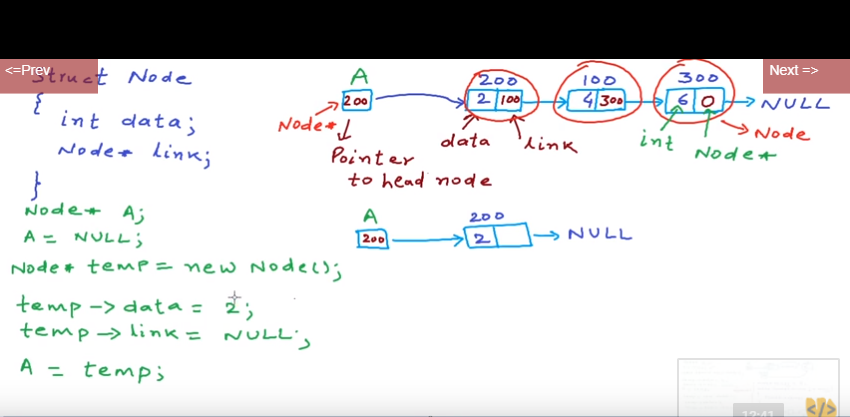 <=Prev
Next =>
struct Node
{
int data;
Node* link;
}
Node* A;
A = NULL;
Node* temp = new Node();
temp -> data = 2;
temp -> link = NULL;
A = temp;
A
200
Node*
Pointer
to head node
200
2 100
data
link
100
4 300
300
6 0
NULL
int
Node*
Node
A
200
200
2
NULL
12:41